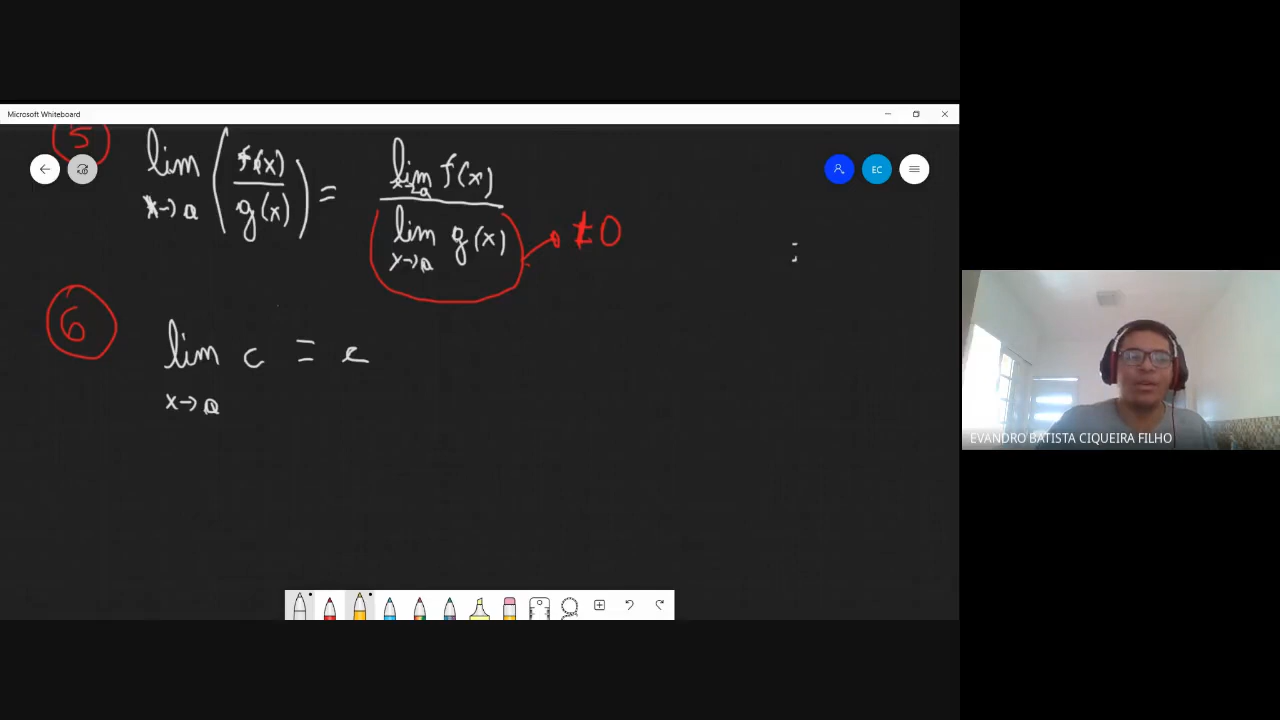 Microsoft Whiteboard
5
lim x→a (f(x)/g(x)) = lim x→a f(x) / lim x→a g(x) → ≠0
EC
6
lim x→a c = c
EVANDRO BATISTA CIQUEIRA FILHO